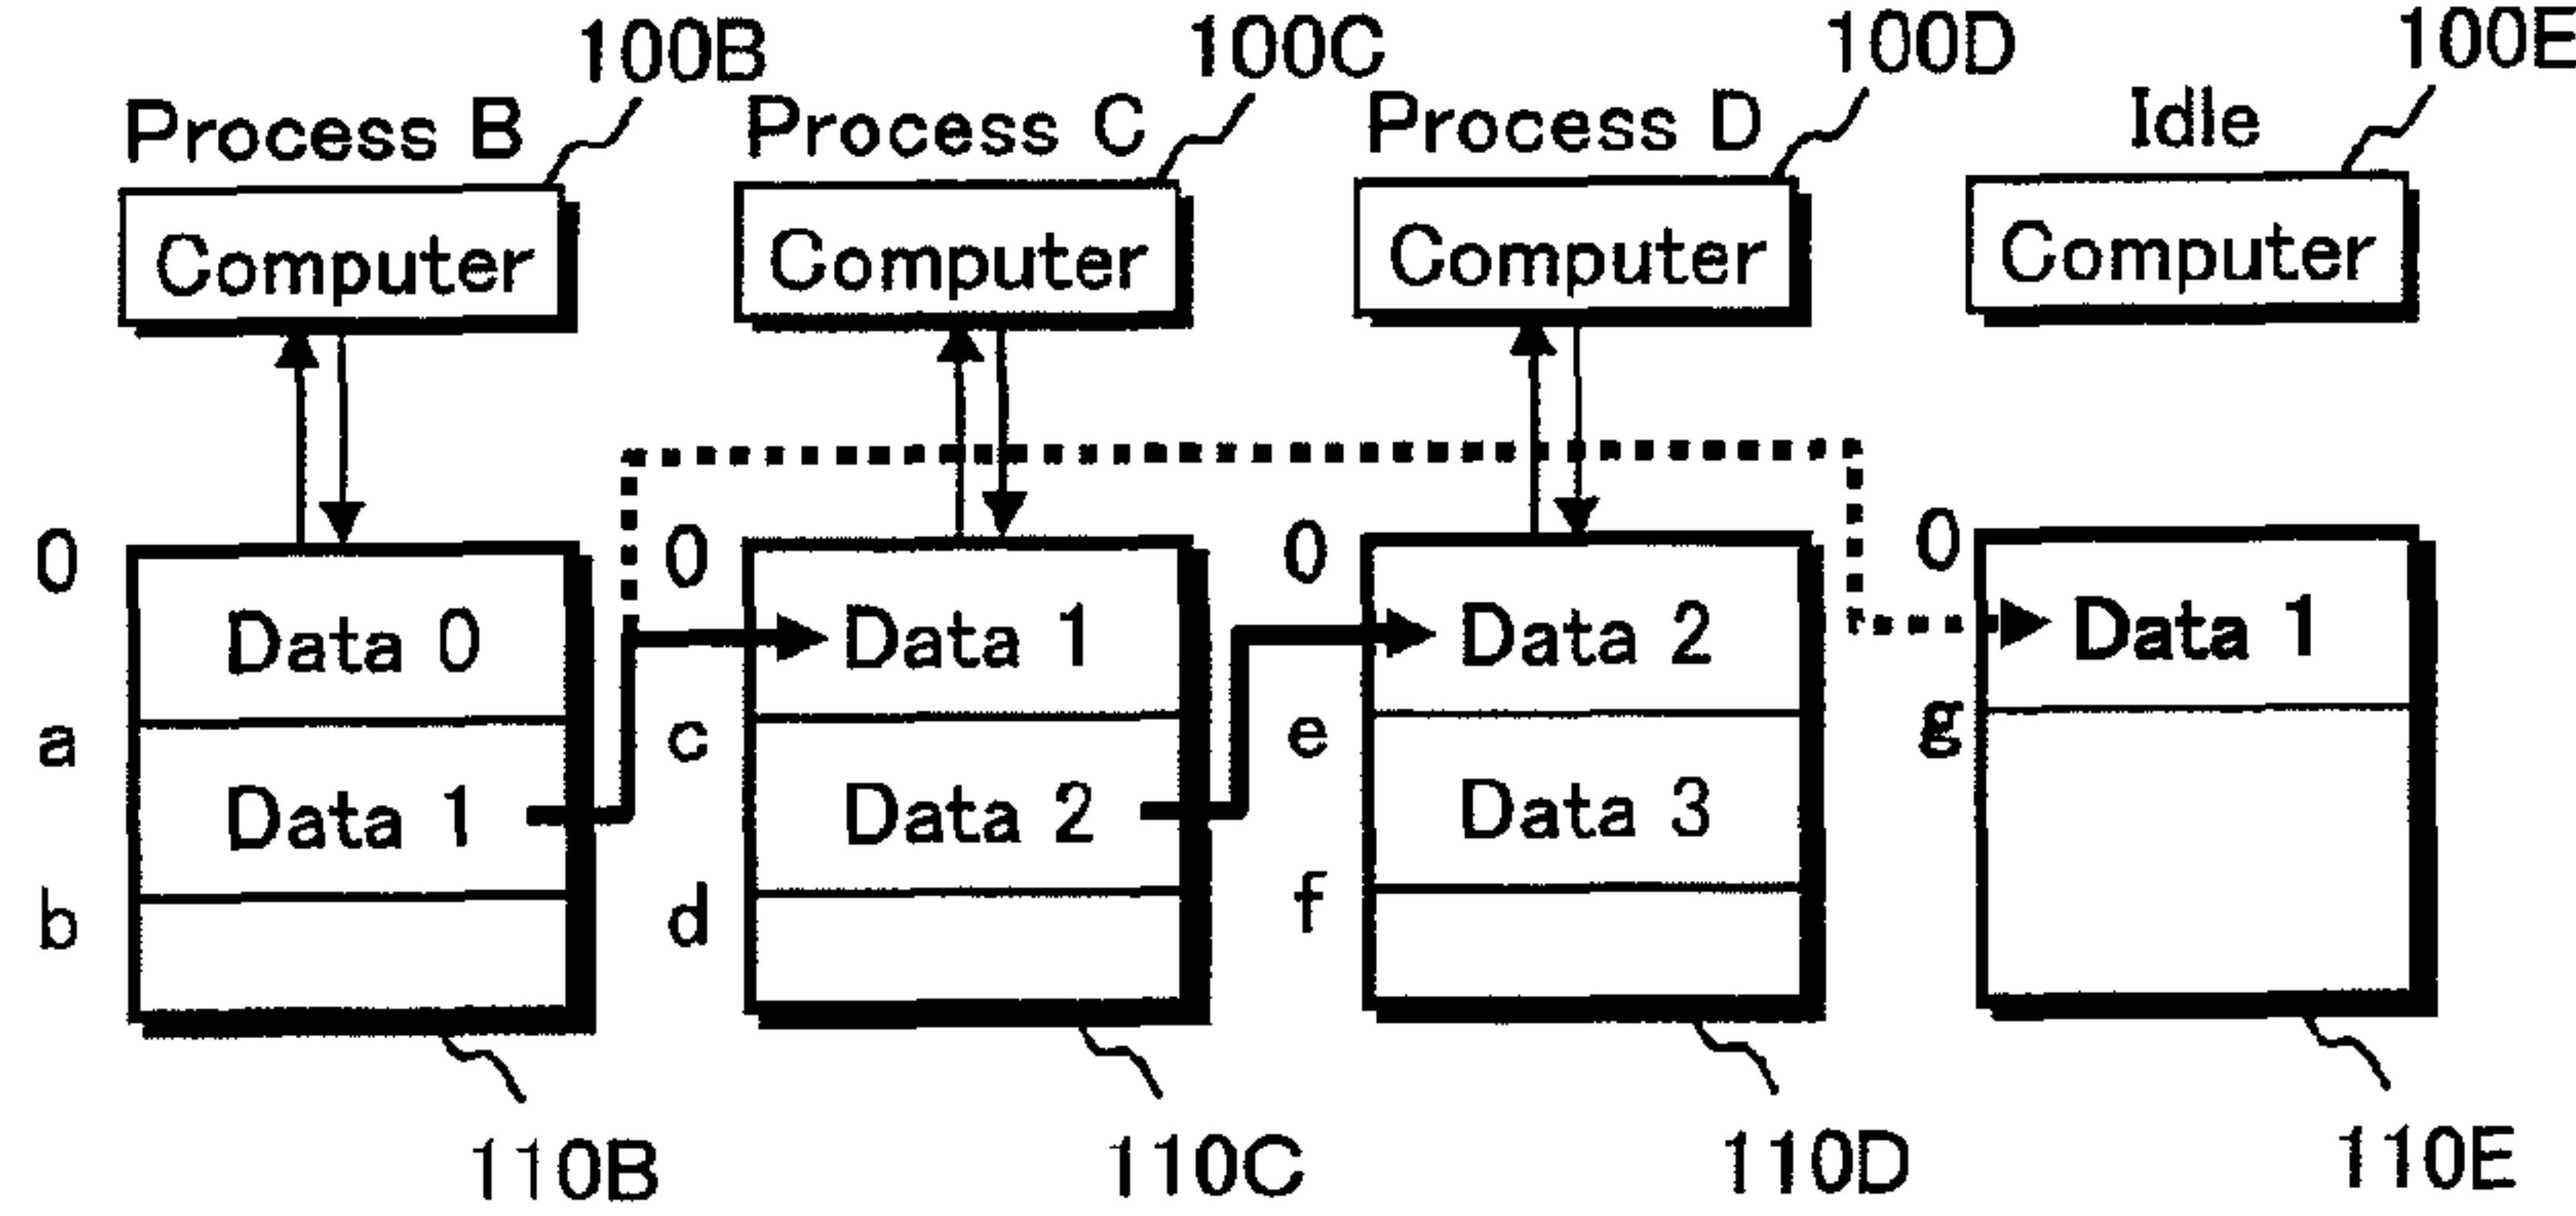 100B 100C 100D 100E
Process B Process C Process D Idle
Computer Computer Computer Computer
0 0 0 0
Data 0 Data 1 Data 2 Data 1
a c e g
Data 1 Data 2 Data 3
b d f
110B 110C 110D 110E